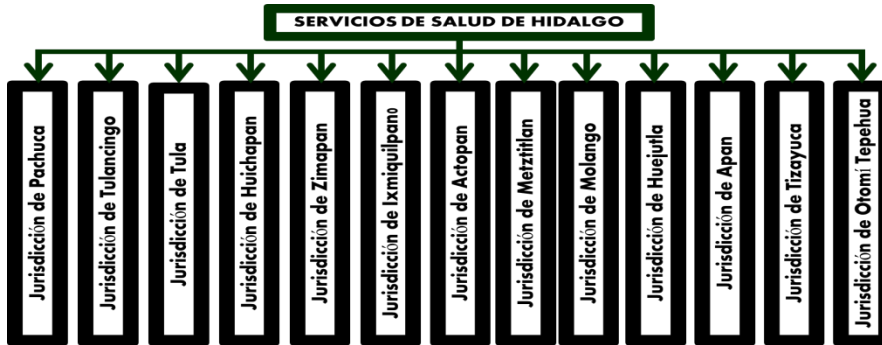 SERVICIOS DE SALUD DE HIDALGO
Jurisdicción de Pachuca
Jurisdicción de Tulancingo
Jurisdicción de Tula
Jurisdicción de Huichapan
Jurisdicción de Zimapan
Jurisdicción de Ixmiquilpano
Jurisdicción de Actopan
Jurisdicción de Metztitlan
Jurisdicción de Molango
Jurisdicción de Huejutla
Jurisdicción de Apan
Jurisdicción de Tizayuca
Jurisdicción de Otomí Tepehua